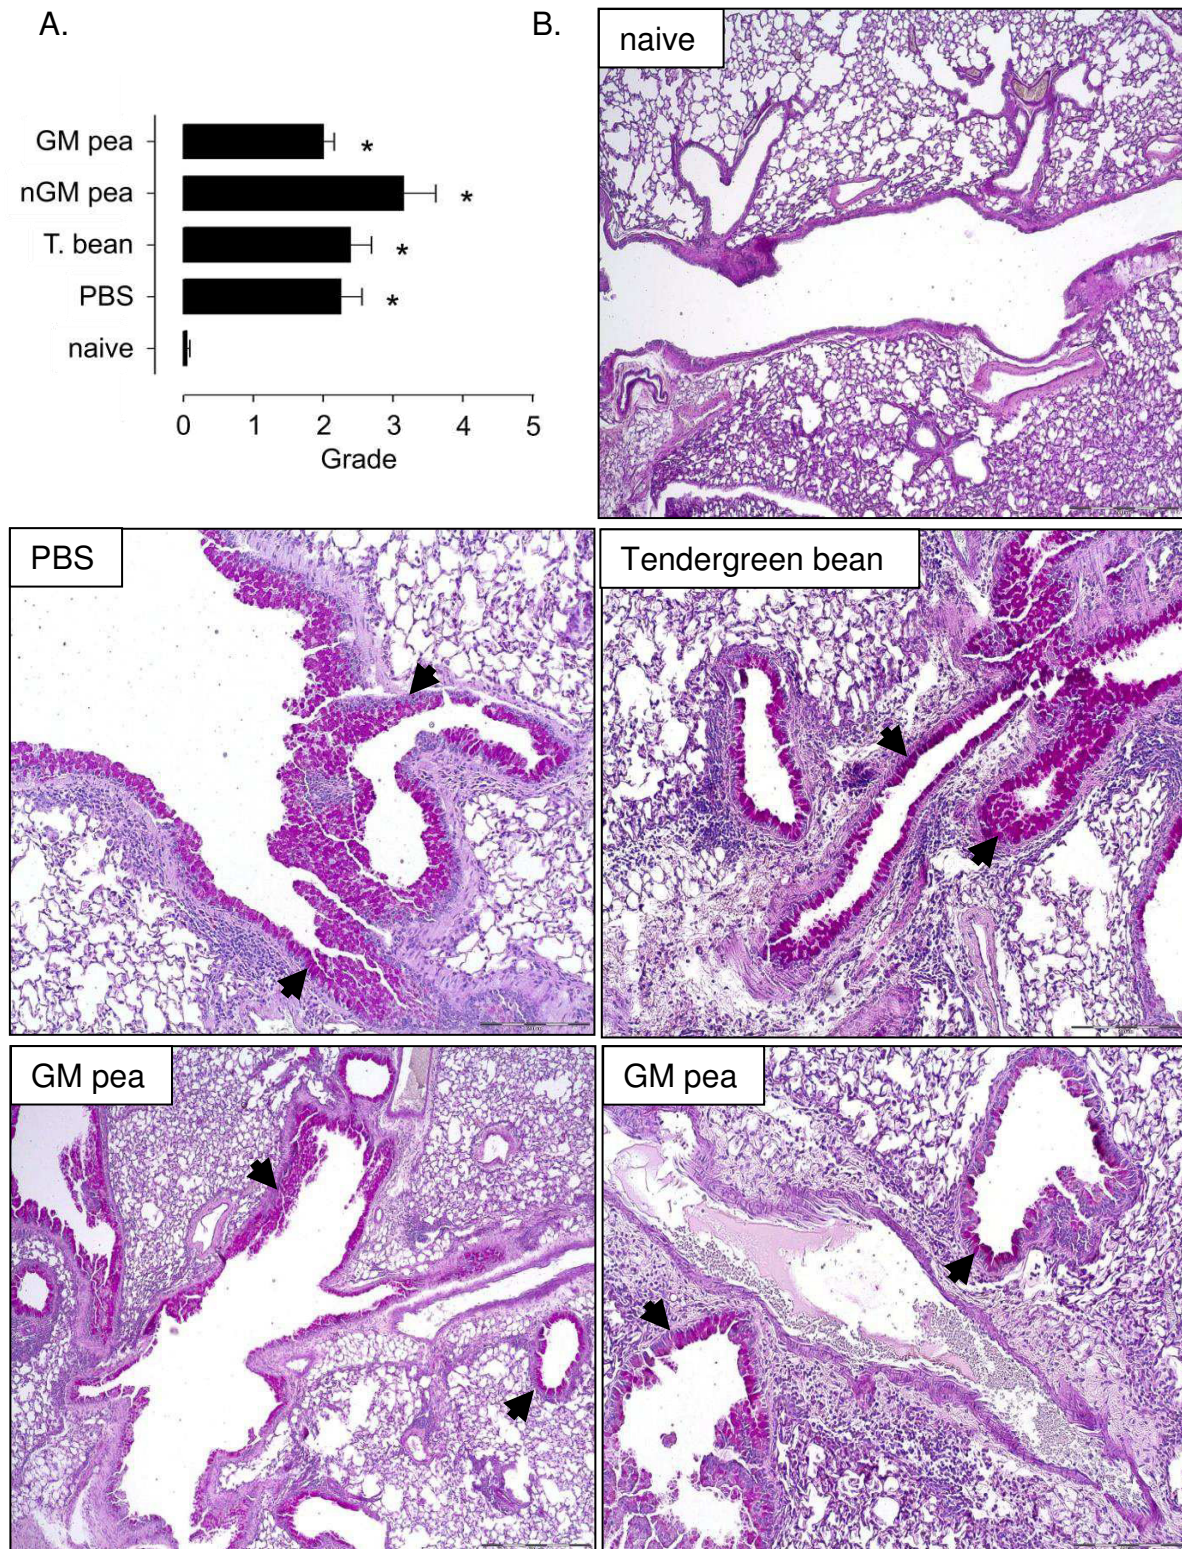 A.
B.
GM pea
*
nGM pea
*
T. bean
*
PBS
*
naive
0 1 2 3 4 5
Grade
naive
PBS
Tendergreen bean
GM pea
GM pea